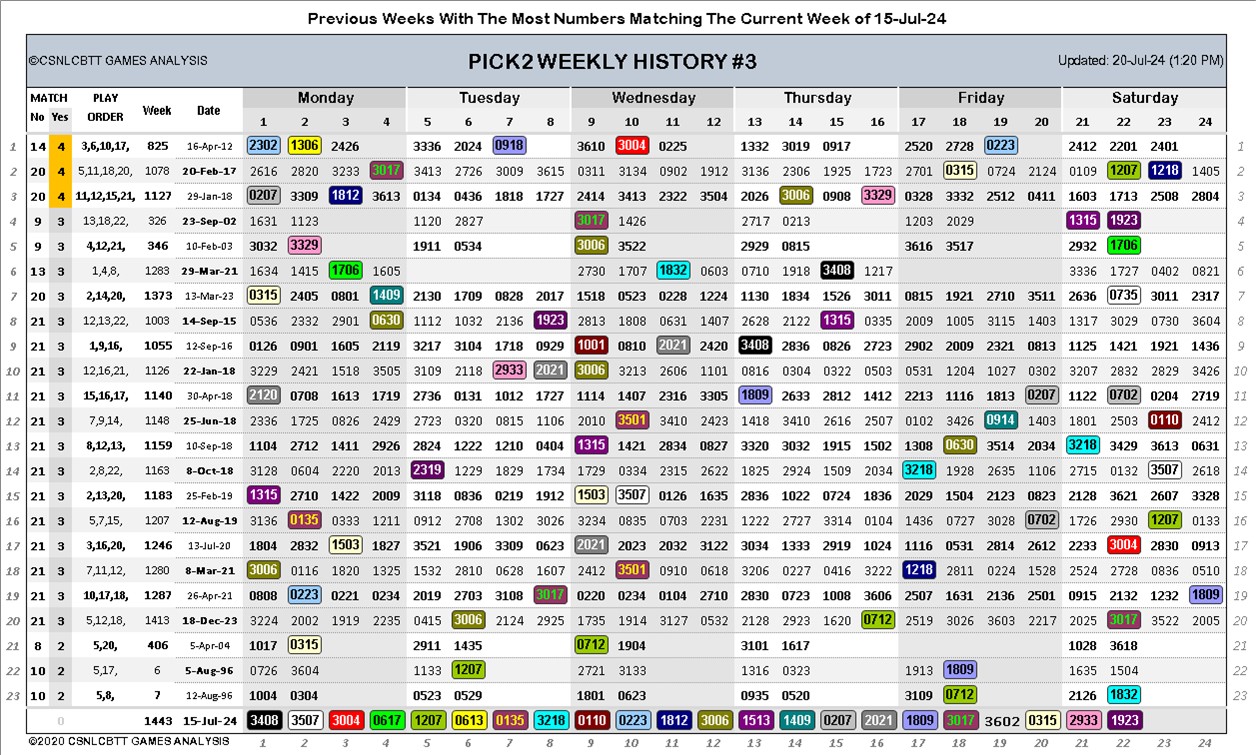 Previous Weeks With The Most Numbers Matching The Current Week of 15-Jul-24
©CSNLCBTT GAMES ANALYSIS PICK2 WEEKLY HISTORY #3 Updated: 20-Jul-24 (1:20 PM)
MATCH PLAY Week Date Monday Tuesday Wednesday Thursday Friday Saturday
No Yes ORDER 1 2 3 4 5 6 7 8 9 10 11 12 13 14 15 16 17 18 19 20 21 22 23 24
1 14 4 3,6,10,17, 825 16-Apr-12 2302 1306 2426 3336 2024 0918 3610 3004 0225 1332 3019 0917 2520 2728 0223 2412 2201 2401 1
2 20 4 5,11,18,20, 1078 20-Feb-17 2616 2820 3233 3017 3413 2726 3009 3615 0311 3134 0902 1912 3136 2306 1925 1723 2701 0315 0724 2124 0109 1207 1218 1405 2
3 20 4 11,12,15,21, 1127 29-Jan-18 0207 3309 1812 3613 0134 0436 1818 1727 2414 3413 2322 3504 2026 3006 0908 3329 0328 3332 2512 0411 1603 1713 2508 2804 3
4 9 3 13,18,22, 326 23-Sep-02 1631 1123 1120 2827 3017 1426 2717 0213 1203 2029 1315 1923 4
5 9 3 4,12,21, 346 10-Feb-03 3032 3329 1911 0534 3006 3522 2929 0815 3616 3517 2932 1706 5
6 13 3 1,4,8, 1283 29-Mar-21 1634 1415 1706 1605 2730 1707 1832 0603 0710 1918 3408 1217 3336 1727 0402 0821 6
7 20 3 2,14,20, 1373 13-Mar-23 0315 2405 0801 1409 2130 1709 0828 2017 1518 0523 0228 1224 1130 1834 1526 3011 0815 1921 2710 3511 2636 0735 3011 2317 7
8 21 3 12,13,22, 1003 14-Sep-15 0536 2332 2901 0630 1112 1032 2136 1923 2813 1808 0631 1407 2628 2122 1315 0335 2009 1005 3115 1403 1317 3029 0730 3604 8
9 21 3 1,9,16, 1055 12-Sep-16 0126 0901 1605 2119 3217 3104 1718 0929 1001 0810 2021 2420 3408 2836 0826 2723 2902 2009 2321 0813 1125 1421 1921 1436 9
10 21 3 12,16,21, 1126 22-Jan-18 3229 2421 1518 3505 3109 2118 2933 2021 3006 3213 2606 1101 0816 0304 0322 0503 0531 1204 1027 0302 3207 2832 2829 3426 10
11 21 3 15,16,17, 1140 30-Apr-18 2120 0708 1613 1719 2736 0131 1012 1727 1114 1407 2316 3305 1809 2633 2812 1412 2213 1116 1813 0207 1122 0702 0204 2719 11
12 21 3 7,9,14, 1148 25-Jun-18 2336 1725 0826 2429 2723 1320 0815 1106 2010 3501 3410 2423 1418 3410 2616 2507 0102 3426 0914 1403 1801 2503 0110 2412 12
13 21 3 8,12,13, 1159 10-Sep-18 1104 2712 1411 2926 2824 1222 1210 0404 1315 1421 2834 0827 3320 3032 1915 1502 1308 0630 3514 2034 3218 3429 3613 0631 13
14 21 3 2,8,22, 1163 8-Oct-18 3128 0604 2220 2013 2319 1229 1829 1734 1729 0334 2315 2622 1825 2924 1509 2034 3218 1928 2635 1106 2715 0132 3507 2618 14
15 21 3 2,13,20, 1183 25-Feb-19 1315 2710 1422 2009 3118 0836 0219 1912 1503 3507 0126 1635 2836 1022 0724 1836 2029 1504 2123 0823 2128 3621 2607 3328 15
16 21 3 5,7,15, 1207 12-Aug-19 3136 0135 0333 1211 0912 2708 1302 3026 3234 0835 0703 2231 1222 2727 3314 0104 1436 0727 3028 0702 1726 2930 1207 0133 16
17 21 3 3,16,20, 1246 13-Jul-20 1804 2832 1503 1827 3521 1906 3309 0623 2021 2023 2032 3122 3034 1333 2919 1024 1116 0531 2814 2612 2233 3004 2830 0913 17
18 21 3 7,11,12, 1280 8-Mar-21 3006 0116 1820 1325 1532 2810 0628 1607 2412 3501 0910 0618 3206 0227 0416 3222 1218 2811 0224 1528 2524 2728 0836 0510 18
19 21 3 10,17,18, 1287 26-Apr-21 0808 0223 0221 0234 2019 2703 3108 3017 0220 0234 0104 2710 2830 0723 1008 3606 2507 1631 2136 2501 0915 2132 1232 1809 19
20 21 3 5,12,18, 1413 18-Dec-23 3224 2002 1919 2235 0415 3006 2124 2925 1735 1914 3127 0532 2128 2923 1620 0712 2519 3026 3603 2217 2025 3017 3522 2005 20
21 8 2 5,20, 406 5-Apr-04 1017 0315 2911 1435 0712 1904 3101 1617 1028 3618 21
22 10 2 5,17, 6 5-Aug-96 0726 3604 1133 1207 2721 3133 1316 0323 1913 1809 1635 1504 22
23 10 2 5,8, 7 12-Aug-96 1004 0304 0523 0529 1801 0623 0935 0520 3109 0712 2126 1832 23
0 1443 15-Jul-24 3408 3507 3004 0617 1207 0613 0135 3218 0110 0223 1812 3006 1513 1409 0207 2021 1809 3017 3602 0315 2933 1923
©2020 CSNLCBTT GAMES ANALYSIS 1 2 3 4 5 6 7 8 9 10 11 12 13 14 15 16 17 18 19 20 21 22 23 24